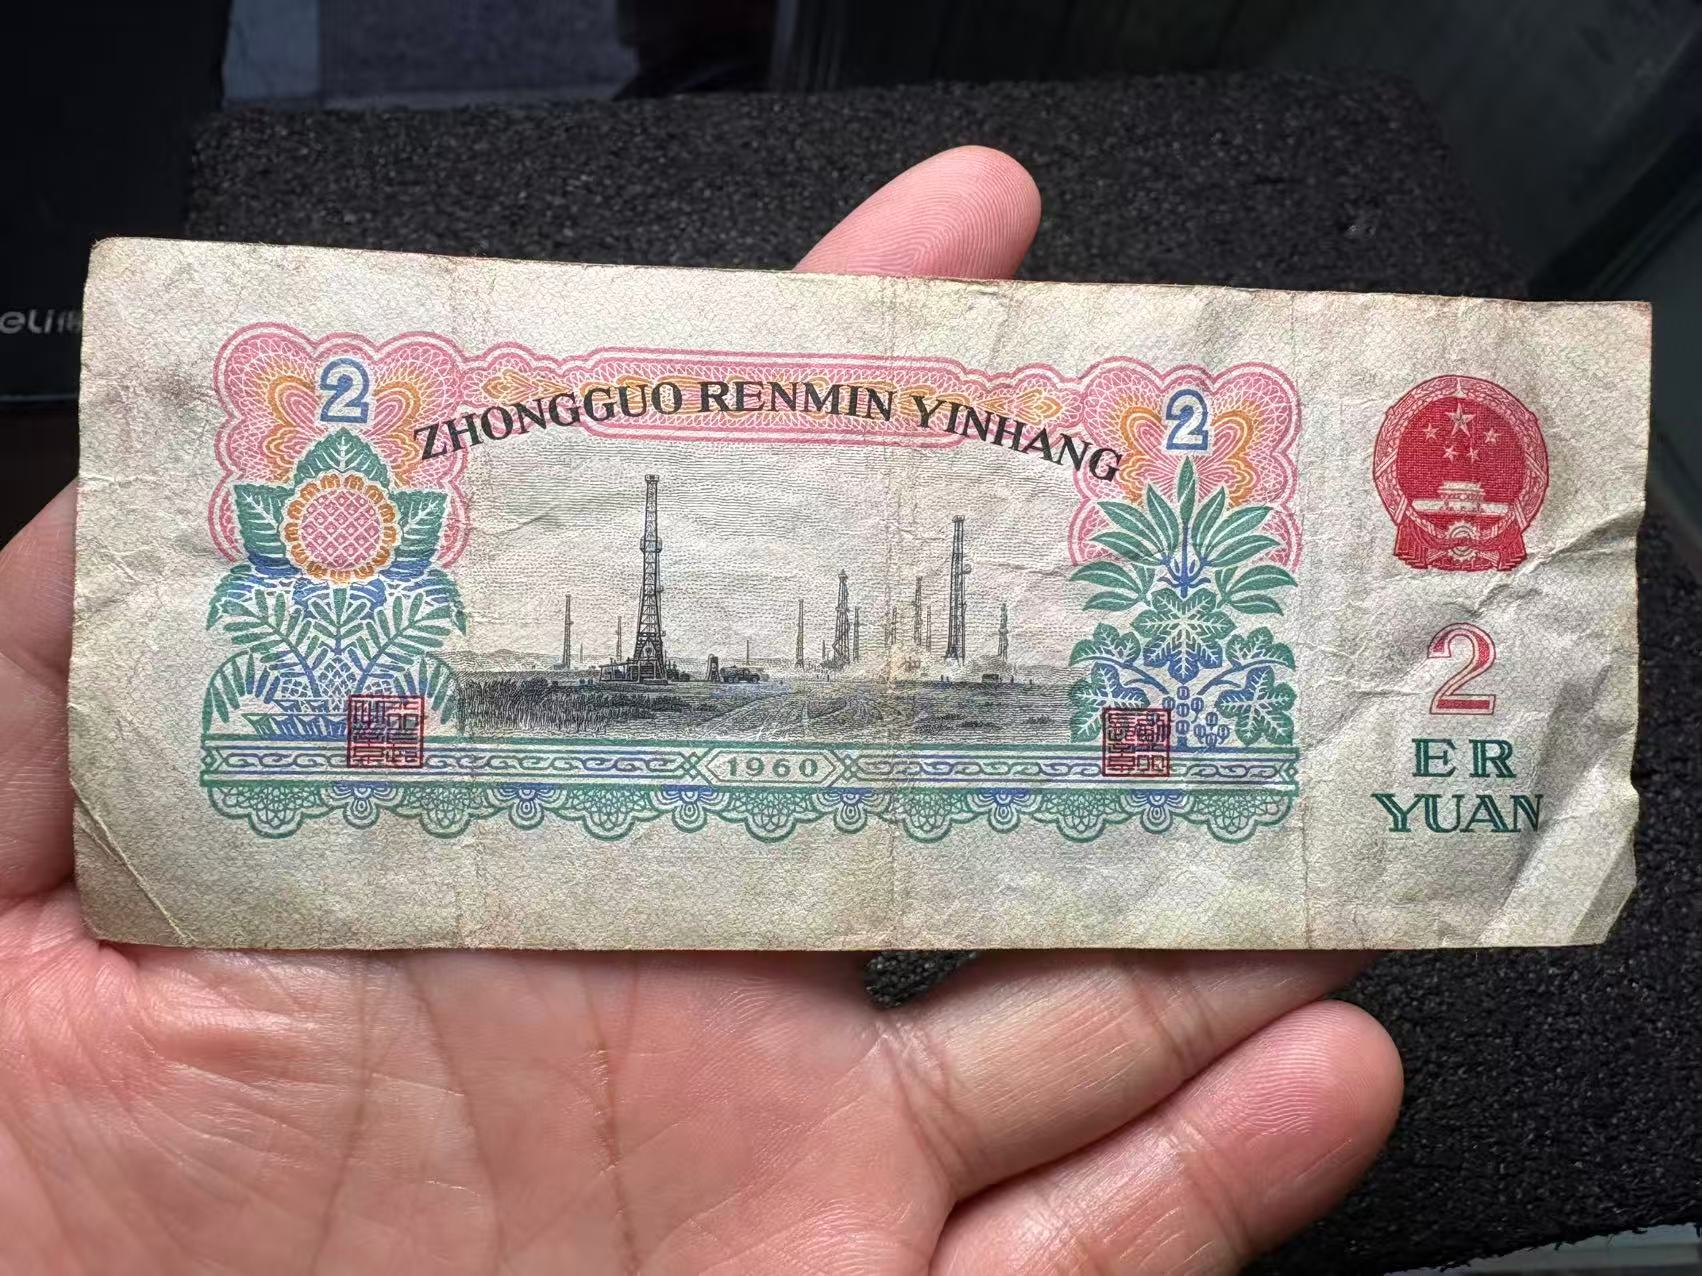 ZHONGGUO RENMIN YINHANG
2
2
1960
2
ER
YUAN